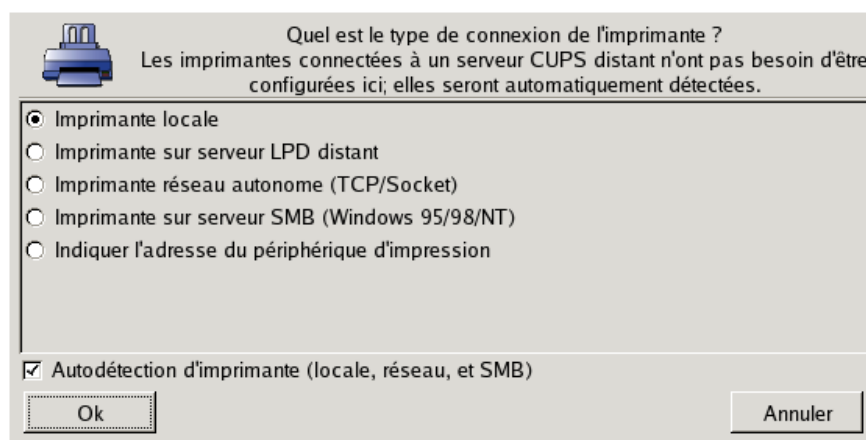 Quel est le type de connexion de l'imprimante ?
Les imprimantes connectées à un serveur CUPS distant n'ont pas besoin d'être
configurées ici; elles seront automatiquement détectées.
Imprimante locale
Imprimante sur serveur LPD distant
Imprimante réseau autonome (TCP/Socket)
Imprimante sur serveur SMB (Windows 95/98/NT)
Indiquer l'adresse du périphérique d'impression
Autodétection d'imprimante (locale, réseau, et SMB)
Ok
Annuler